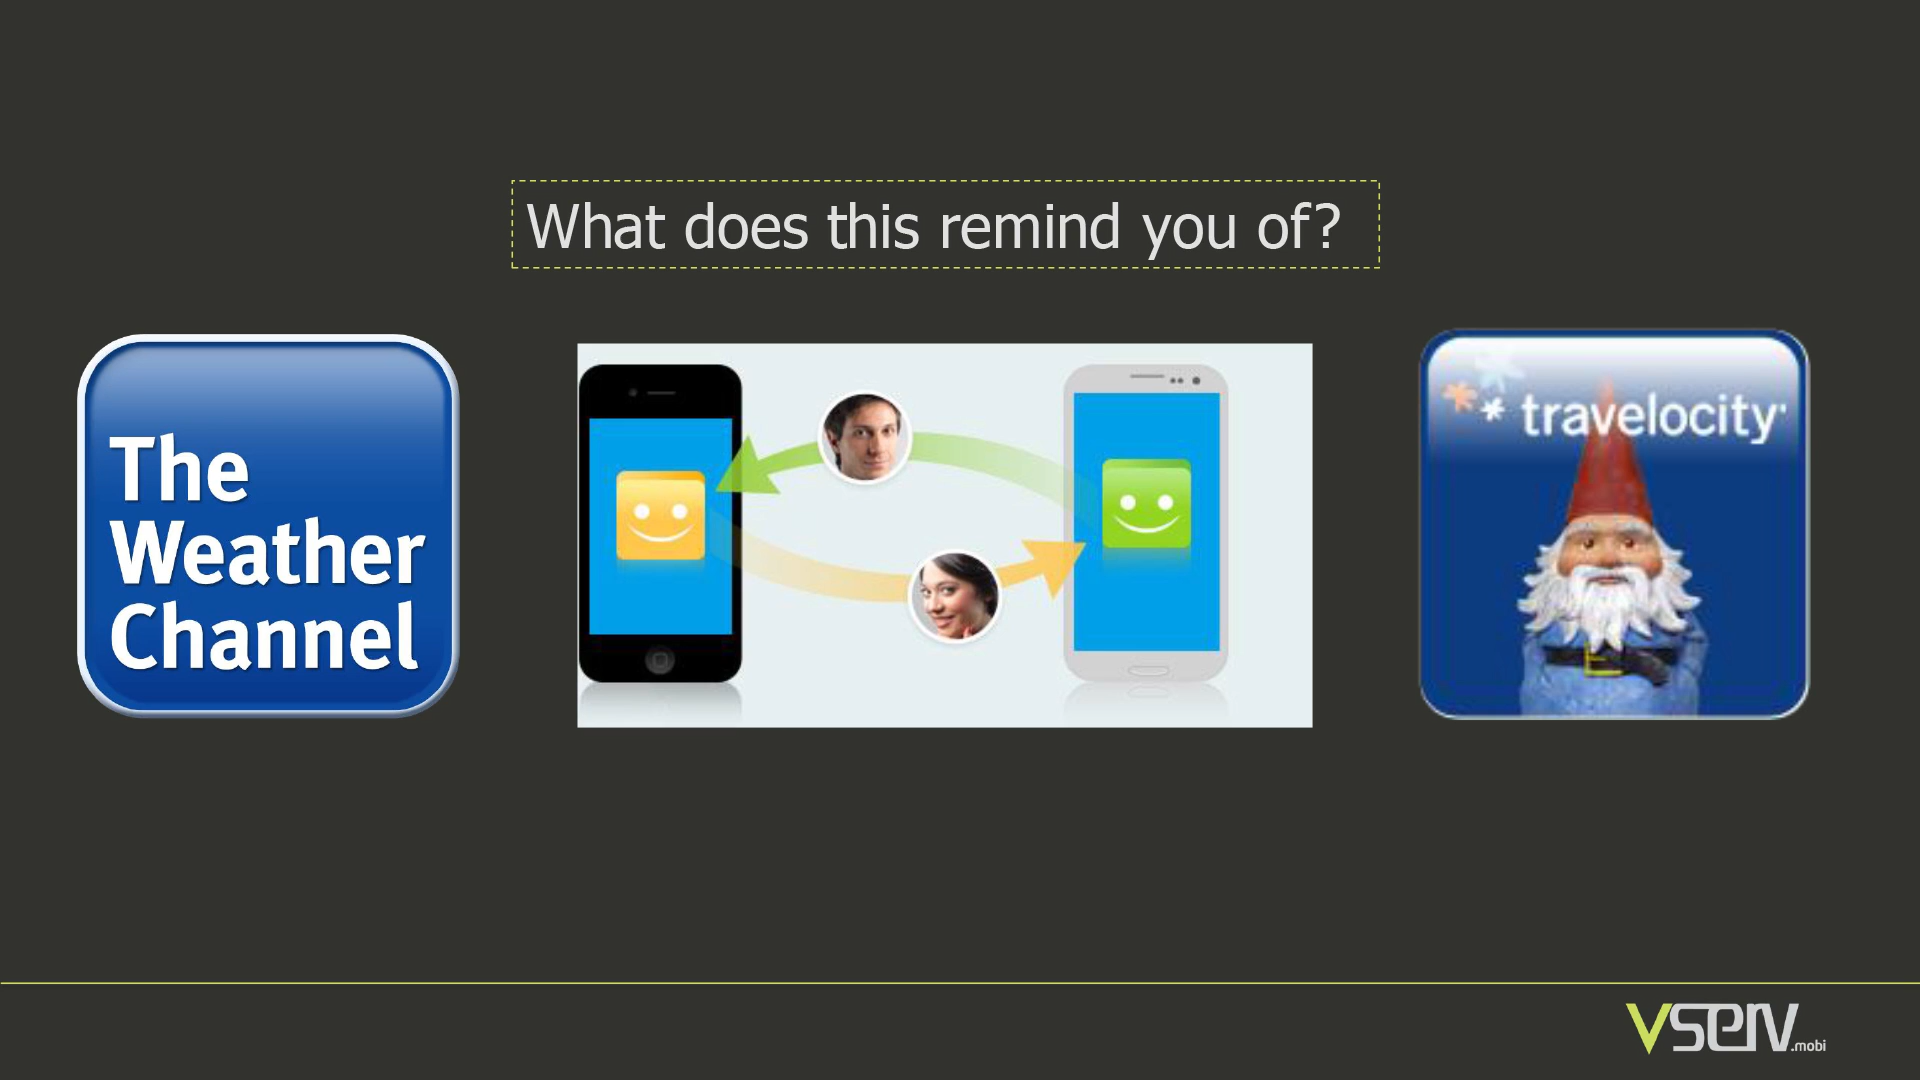 What does this remind you of?
The
Weather
Channel
travelocity
vserv.mobi